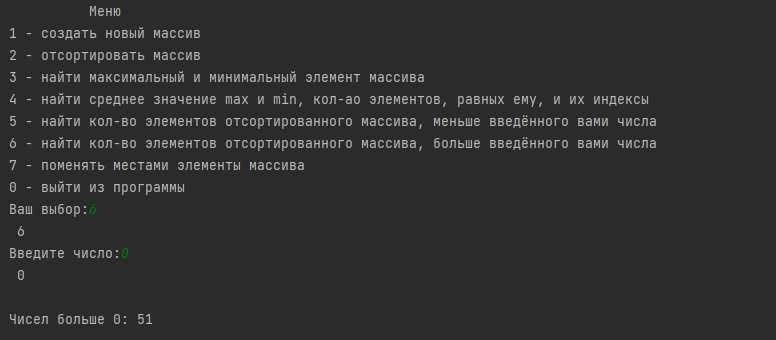 Меню
1 - создать новый массив
2 - отсортировать массив
3 - найти максимальный и минимальный элемент массива
4 - найти среднее значение max и min, кол-ао элементов, равных ему, и их индексы
5 - найти кол-во элементов отсортированного массива, меньше введённого вами числа
6 - найти кол-во элементов отсортированного массива, больше введённого вами числа
7 - поменять местами элементы массива
0 - выйти из программы
Ваш выбор:6
6
Введите число:0
0
Чисел больше 0: 51